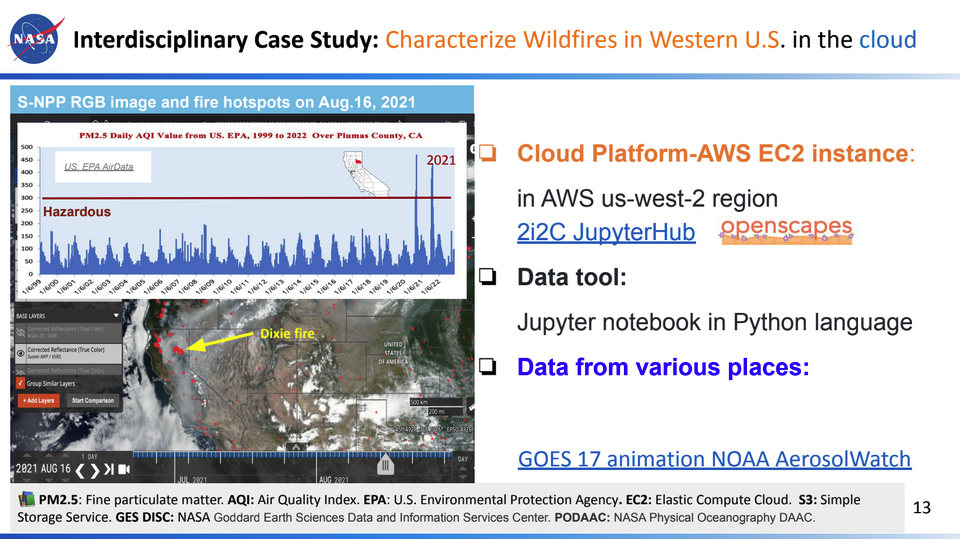 NASA
Interdisciplinary Case Study: Characterize Wildfires in Western U.S. in the cloud
S-NPP RGB image and fire hotspots on Aug.16, 2021
PM2.5 Daily AQI Value from US. EPA, 1999 to 2022 Over Plumas County, CA
500
450
400
350
300
250
200
150
100
50
0
US, EPA AirData
2021
Hazardous
1/6/99
1/6/00
1/6/01
1/6/02
1/6/03
1/6/04
1/6/05
1/6/06
1/6/07
1/6/08
1/6/09
1/6/10
1/6/11
1/6/12
1/6/13
1/6/14
1/6/15
1/6/16
1/6/17
1/6/18
1/6/19
1/6/20
1/6/21
1/6/22
BASE LAYERS
Corrected Reflectance (True Color)
Corrected Reflectance (True Color)
Suomi NPP / VIIRS
Corrected Reflectance (True Color)
Group Similar Layers
+ Add Layers
Start Comparison
Dixie fire
UNITED
STATES
OF AMERICA
500 km
200 mi
EPSG:4326
2021 AUG 16
1 DAY
JUL 2021
AUG 2021
DAY
Cloud Platform-AWS EC2 instance:
in AWS us-west-2 region
2i2C JupyterHub
openscapes
Data tool:
Jupyter notebook in Python language
Data from various places:
GOES 17 animation NOAA AerosolWatch
PM2.5: Fine particulate matter. AQI: Air Quality Index. EPA: U.S. Environmental Protection Agency. EC2: Elastic Compute Cloud. S3: Simple
Storage Service. GES DISC: NASA Goddard Earth Sciences Data and Information Services Center. PODAAC: NASA Physical Oceanography DAAC.
13